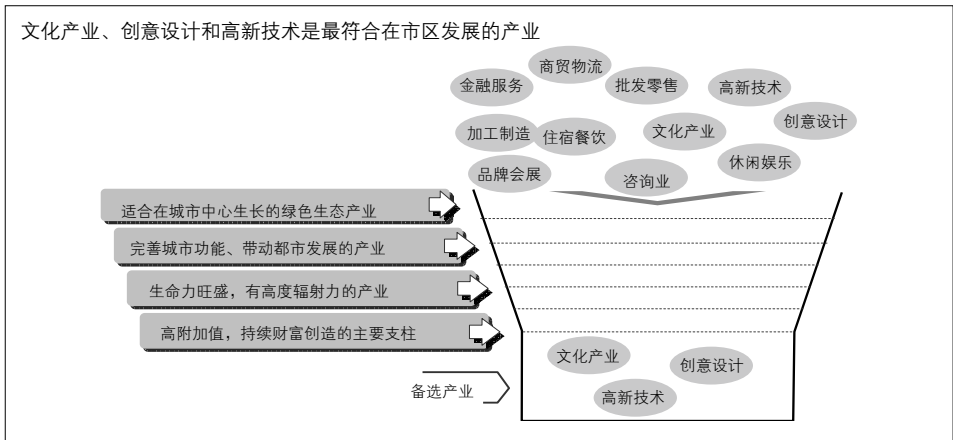 文化产业、创意设计和高新技术是最符合在市区发展的产业
商贸物流
金融服务
批发零售
高新技术
创意设计
加工制造
住宿餐饮
文化产业
休闲娱乐
品牌会展
咨询业
适合在城市中心生长的绿色生态产业
完善城市功能、带动都市发展的产业
生命力旺盛，有高度辐射力的产业
高附加值，持续财富创造的主要支柱
文化产业
创意设计
高新技术
备选产业